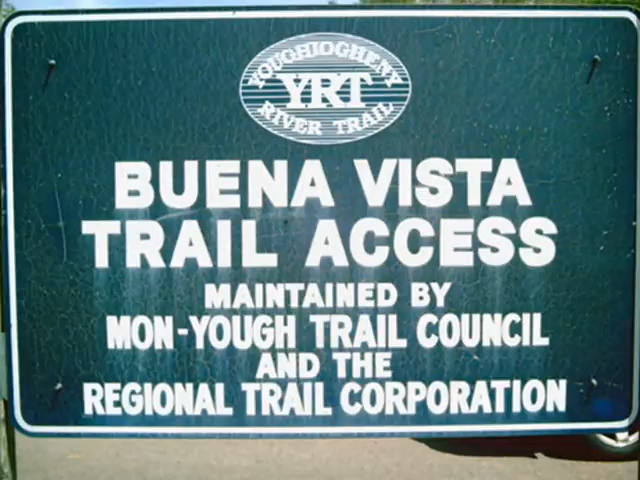 YOUGHIOGHENY
YRT
RIVER TRAIL
BUENA VISTA
TRAIL ACCESS
MAINTAINED BY
MON-YOUGH TRAIL COUNCIL
AND THE
REGIONAL TRAIL CORPORATION